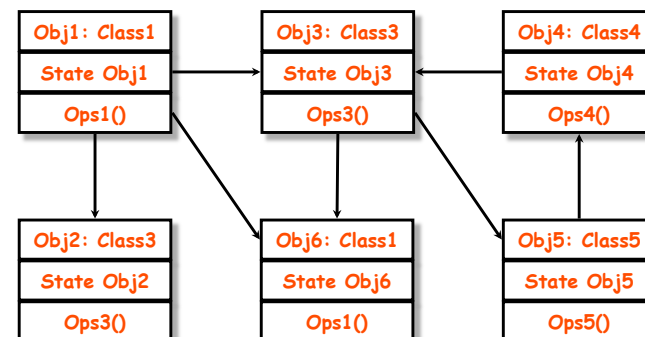 Obj1: Class1
State Obj1
Ops1()
Obj3: Class3
State Obj3
Ops3()
Obj4: Class4
State Obj4
Ops4()
Obj2: Class3
State Obj2
Ops3()
Obj6: Class1
State Obj6
Ops1()
Obj5: Class5
State Obj5
Ops5()